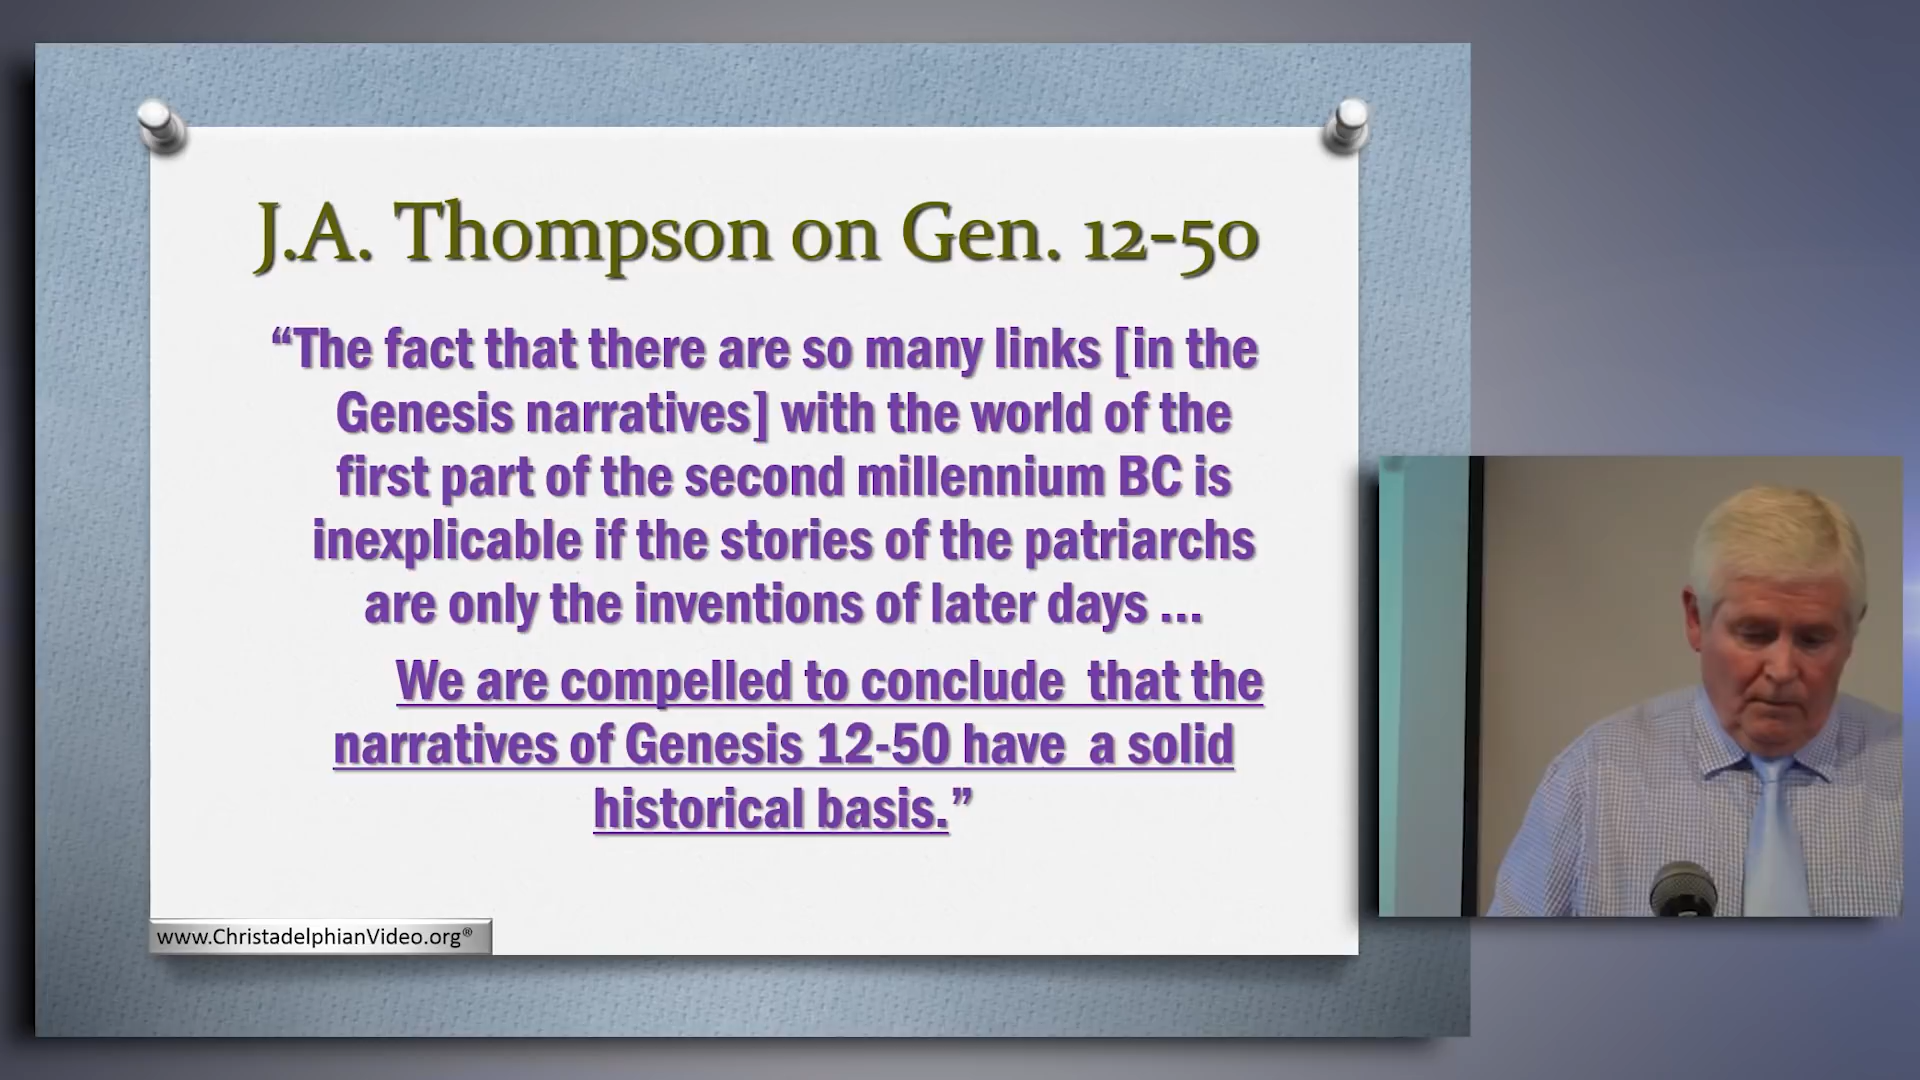 J.A. Thompson on Gen. 12-50
“The fact that there are so many links [in the
Genesis narratives] with the world of the
first part of the second millennium BC is
inexplicable if the stories of the patriarchs
are only the inventions of later days ...
We are compelled to conclude that the
narratives of Genesis 12-50 have a solid
historical basis.”
www.ChristadelphianVideo.org®